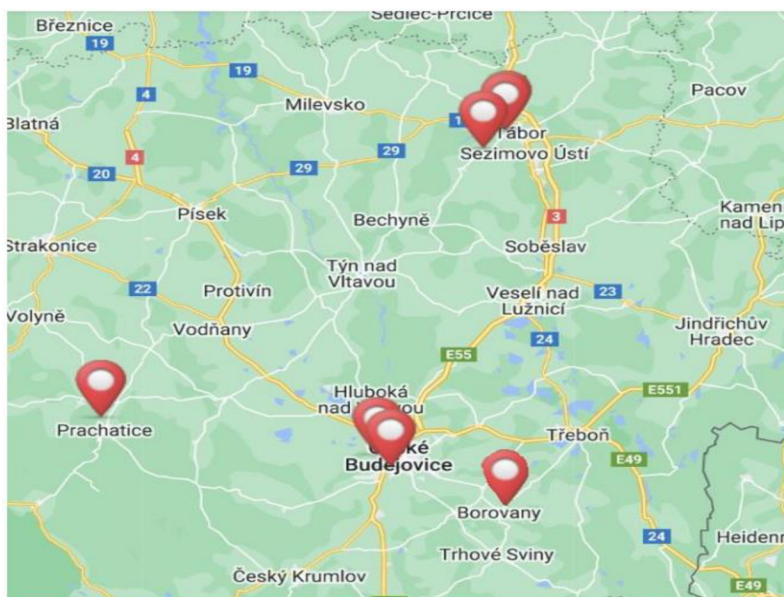 Sedlec-Prčice
Březnice
19
4
19
Pacov
Milevsko
Blatná
Tábor
Sezimovo Ústí
4
29
20
29
Písek
Bechyně
3
Kamen
nad Lip
Strakonice
Soběslav
Týn nad
Vltavou
22
Protivín
Veselí nad
Lužnicí
23
Volyně
Vodňany
Jindřichův
Hradec
24
E55
Hluboká
nad
E551
Prachatice
Třeboň
Budějovice
E49
Borovany
24
Heidenr
Trhové Sviny
Český Krumlov
E49